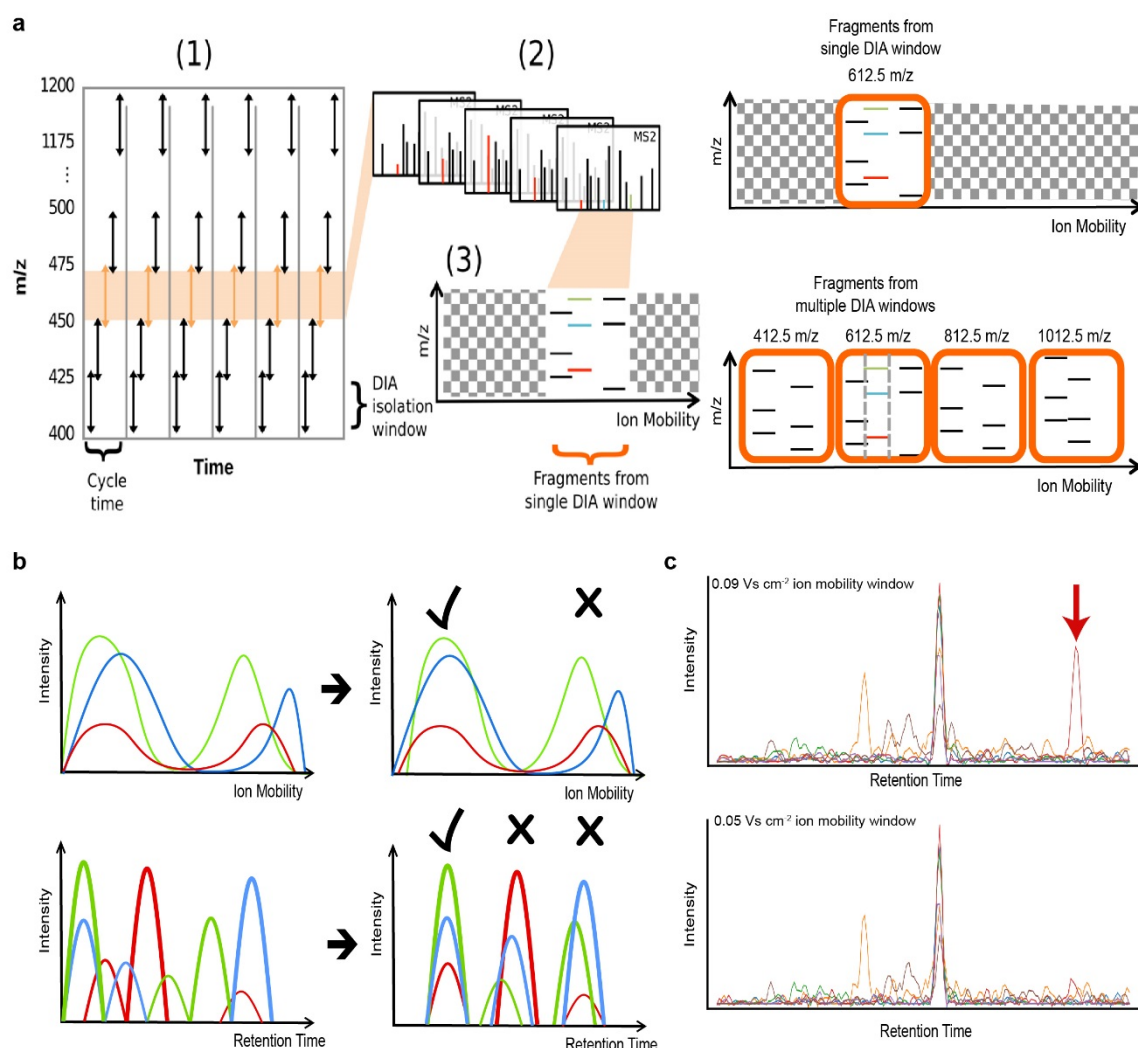 a
(1)
1200
1175
...
500
475
450
425
400
m/z
Time
Cycle
time
DIA
isolation
window
(2)
MS2
MS2
MS2
(3)
m/z
Ion Mobility
Fragments from
single DIA window
Fragments from
single DIA window
612.5 m/z
m/z
Ion Mobility
Fragments from
multiple DIA windows
412.5 m/z 612.5 m/z 812.5 m/z 1012.5 m/z
m/z
Ion Mobility
b
Intensity
Ion Mobility
Intensity
Ion Mobility
Intensity
Retention Time
Intensity
Retention Time
c
0.09 Vs cm⁻² ion mobility window
Intensity
Retention Time
0.05 Vs cm⁻² ion mobility window
Intensity
Retention Time